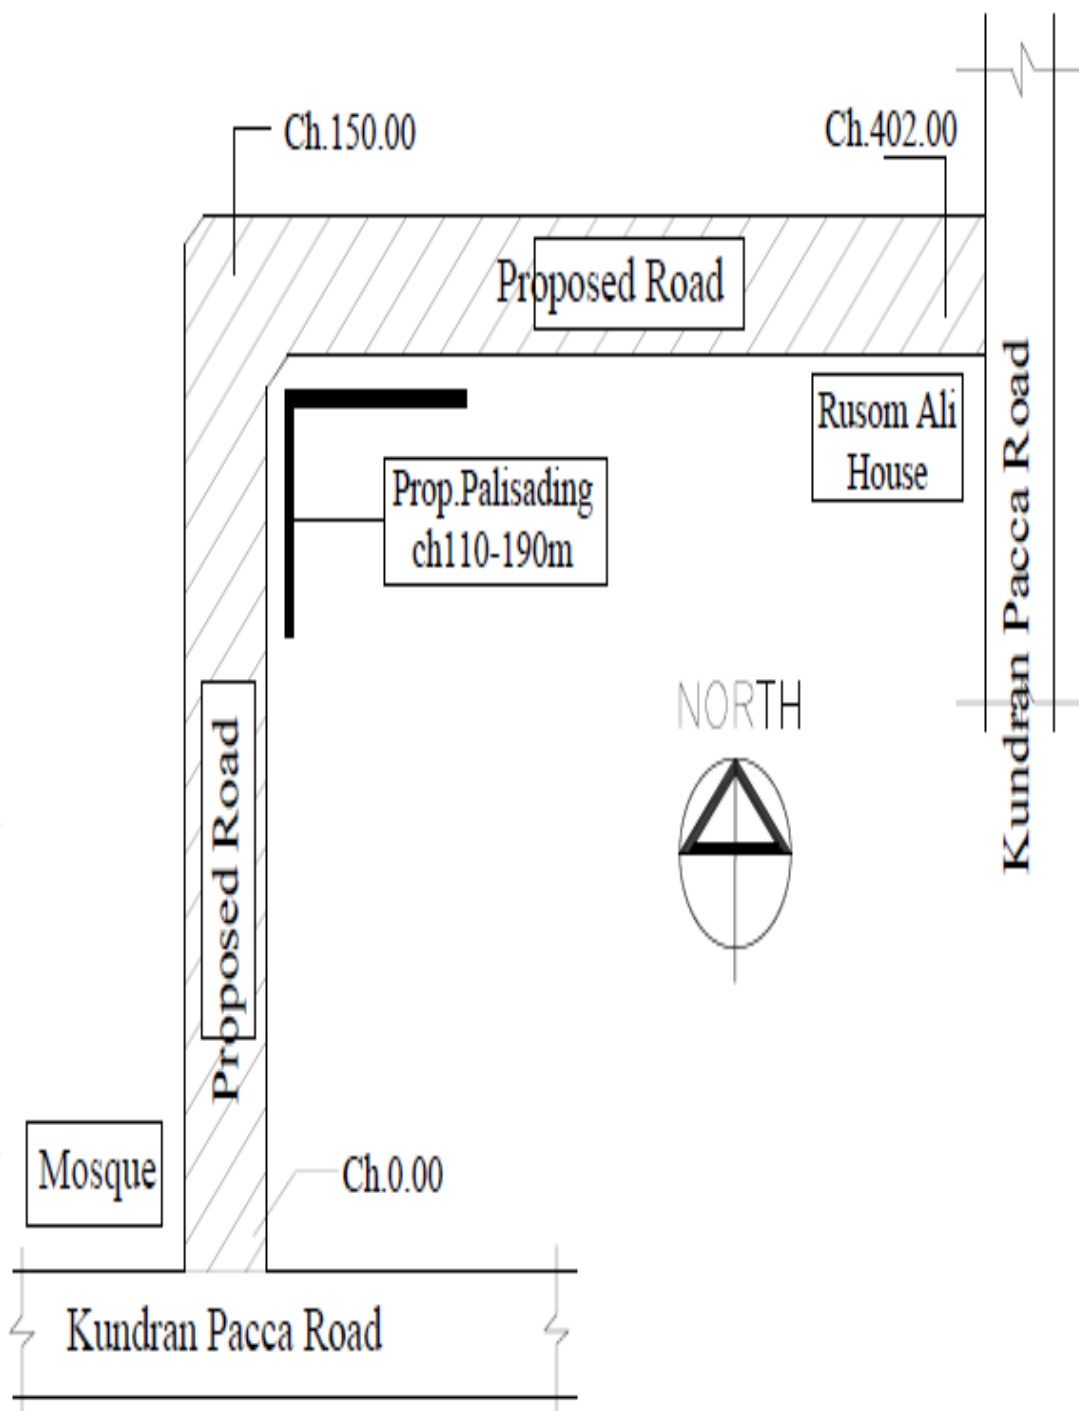 Ch.150.00
Ch.402.00
Proposed Road
Rusom Ali
House
Prop.Palisading
ch110-190m
Kundran Pacca Road
NORTH
Proposed Road
Mosque
Ch.0.00
Kundran Pacca Road